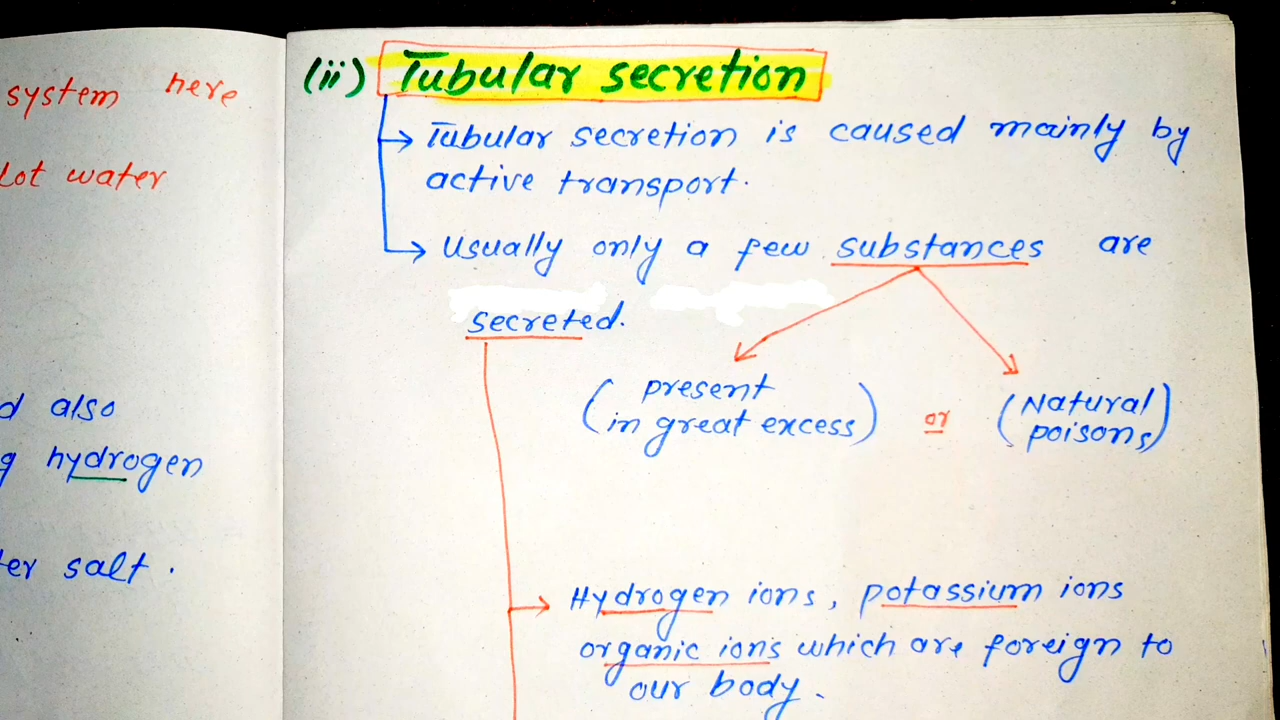 system here
lot water
d also
g hydrogen
ter salt.
(ii) Tubular secretion
→ Tubular secretion is caused mainly by
active transport.
→ Usually only a few substances are
secreted.
(present
in great excess) or (Natural
poisons)
→ Hydrogen ions, potassium ions
organic ions which are foreign to
our body.